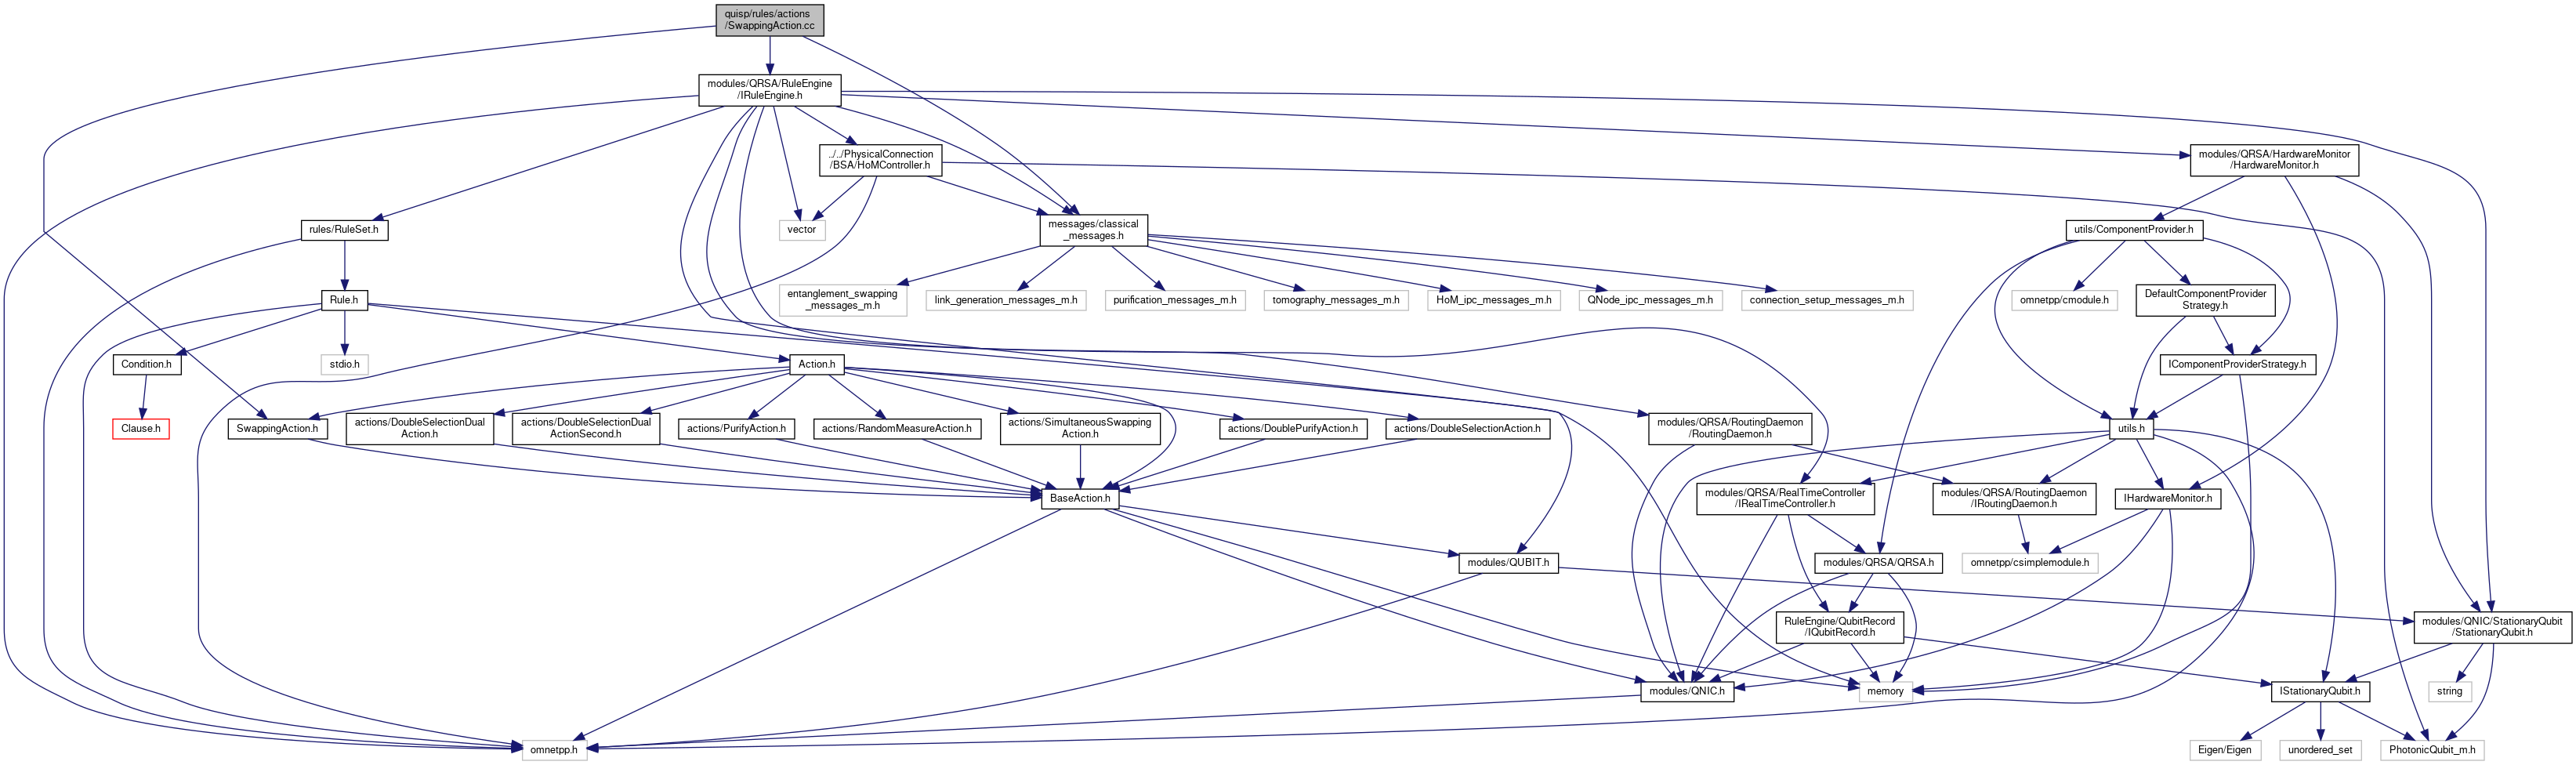 quisp/rules/actions
/SwappingAction.cc
modules/QRSA/RuleEngine
/IRuleEngine.h
../../PhysicalConnection
/BSA/HoMController.h
modules/QRSA/HardwareMonitor
/HardwareMonitor.h
rules/RuleSet.h
vector
messages/classical
_messages.h
utils/ComponentProvider.h
Rule.h
entanglement_swapping
_messages_m.h
link_generation_messages_m.h
purification_messages_m.h
tomography_messages_m.h
HoM_ipc_messages_m.h
QNode_ipc_messages_m.h
connection_setup_messages_m.h
omnetpp/cmodule.h
DefaultComponentProvider
Strategy.h
Condition.h
stdio.h
Action.h
IComponentProviderStrategy.h
Clause.h
SwappingAction.h
actions/DoubleSelectionDual
Action.h
actions/DoubleSelectionDual
ActionSecond.h
actions/PurifyAction.h
actions/RandomMeasureAction.h
actions/SimultaneousSwapping
Action.h
actions/DoublePurifyAction.h
actions/DoubleSelectionAction.h
modules/QRSA/RoutingDaemon
/RoutingDaemon.h
utils.h
BaseAction.h
modules/QRSA/RealTimeController
/IRealTimeController.h
modules/QRSA/RoutingDaemon
/IRoutingDaemon.h
IHardwareMonitor.h
modules/QUBIT.h
modules/QRSA/QRSA.h
omnetpp/csimplemodule.h
RuleEngine/QubitRecord
/IQubitRecord.h
modules/QNIC/StationaryQubit
/StationaryQubit.h
modules/QNIC.h
memory
IStationaryQubit.h
string
omnetpp.h
Eigen/Eigen
unordered_set
PhotonicQubit_m.h